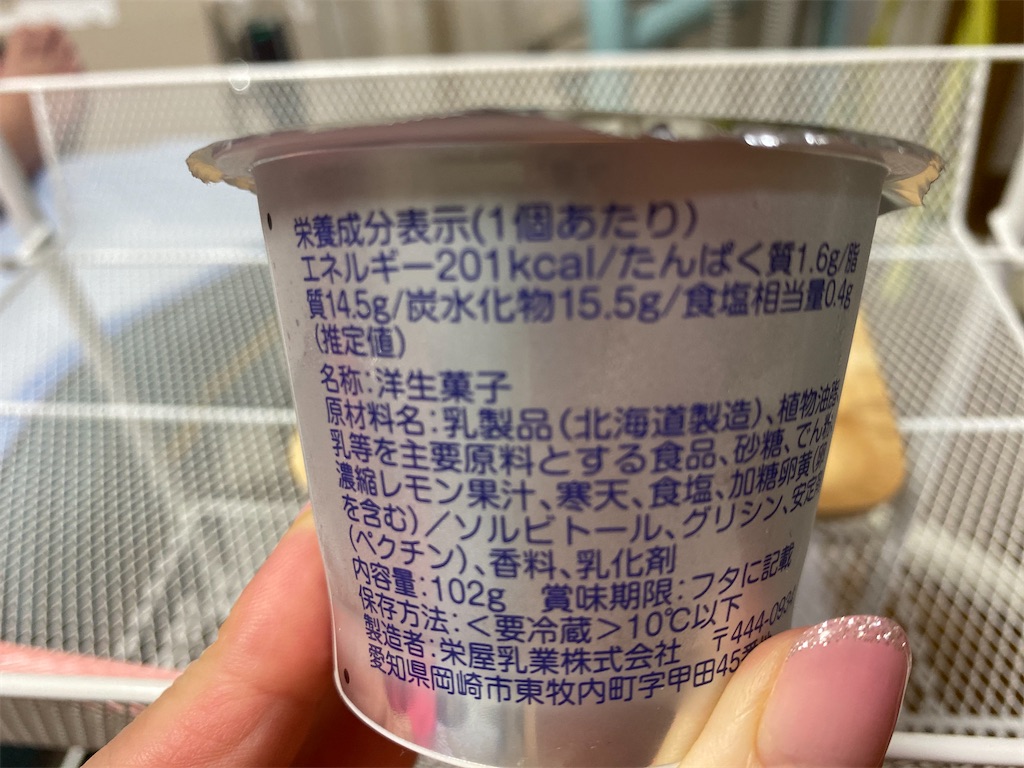 栄養成分表示(1個あたり)
エネルギー201kcal/たんぱく質1.6g/脂
質14.5g/炭水化物15.5g/食塩相当量0.4g
(推定値)
名称:洋生菓子
原材料名:乳製品(北海道製造)、植物油脂
乳等を主要原料とする食品、砂糖、でん粉
濃縮レモン果汁、寒天、食塩、加糖卵黄(
を含む)/ソルビトール、グリシン、安定
(ペクチン)、香料、乳化剤
内容量:102g 賞味期限:フタに記載
保存方法:<要冷蔵>10℃以下
製造者:栄屋乳業株式会社 〒444-09
愛知県岡崎市東牧内町字甲田45番地